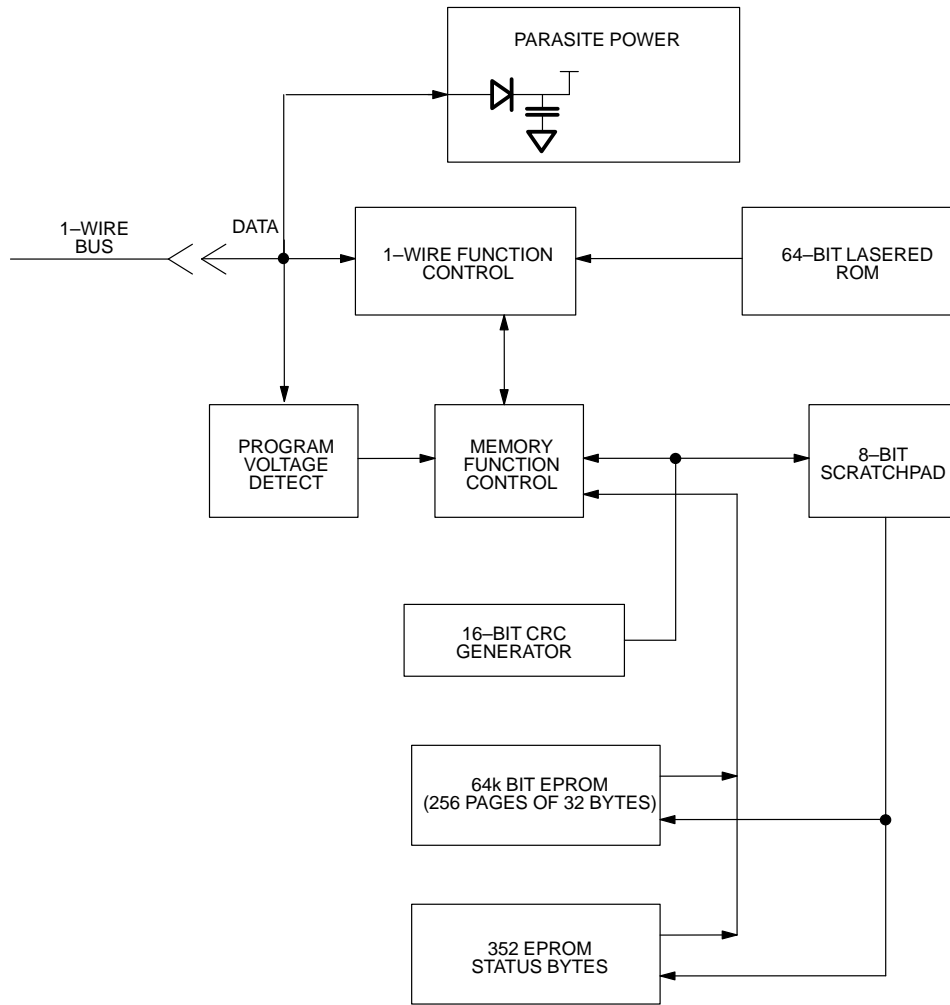 PARASITE POWER
1–WIRE
BUS
DATA
1–WIRE FUNCTION
CONTROL
64–BIT LASERED
ROM
PROGRAM
VOLTAGE
DETECT
MEMORY
FUNCTION
CONTROL
8–BIT
SCRATCHPAD
16–BIT CRC
GENERATOR
64k BIT EPROM
(256 PAGES OF 32 BYTES)
352 EPROM
STATUS BYTES